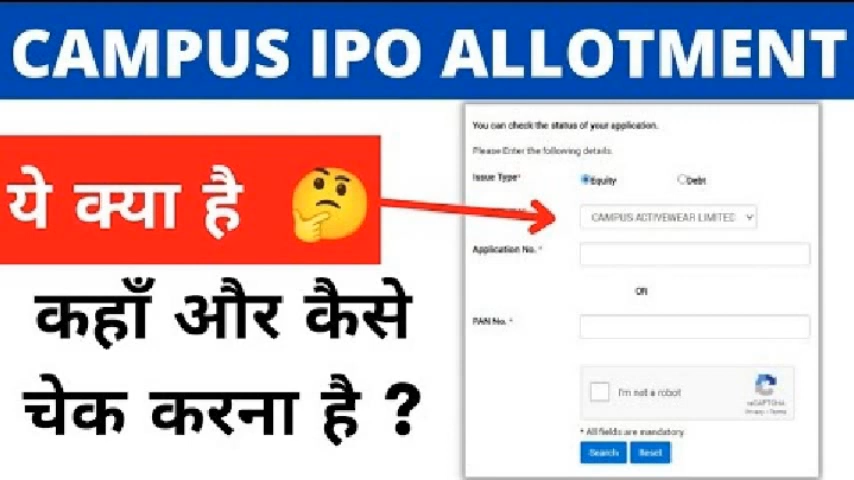 CAMPUS IPO ALLOTMENT
ये क्या है
कहाँ और कैसे
चेक करना है ?
You can check the status of your application.
Please Enter the following details.
Issue Type*
Equity
Debt
CAMPUS ACTIVEWEAR LIMITED
Application No. *
OR
PAN No. *
I'm not a robot
reCAPTCHA
Privacy - Terms
* All fields are mandatory
Search
Reset